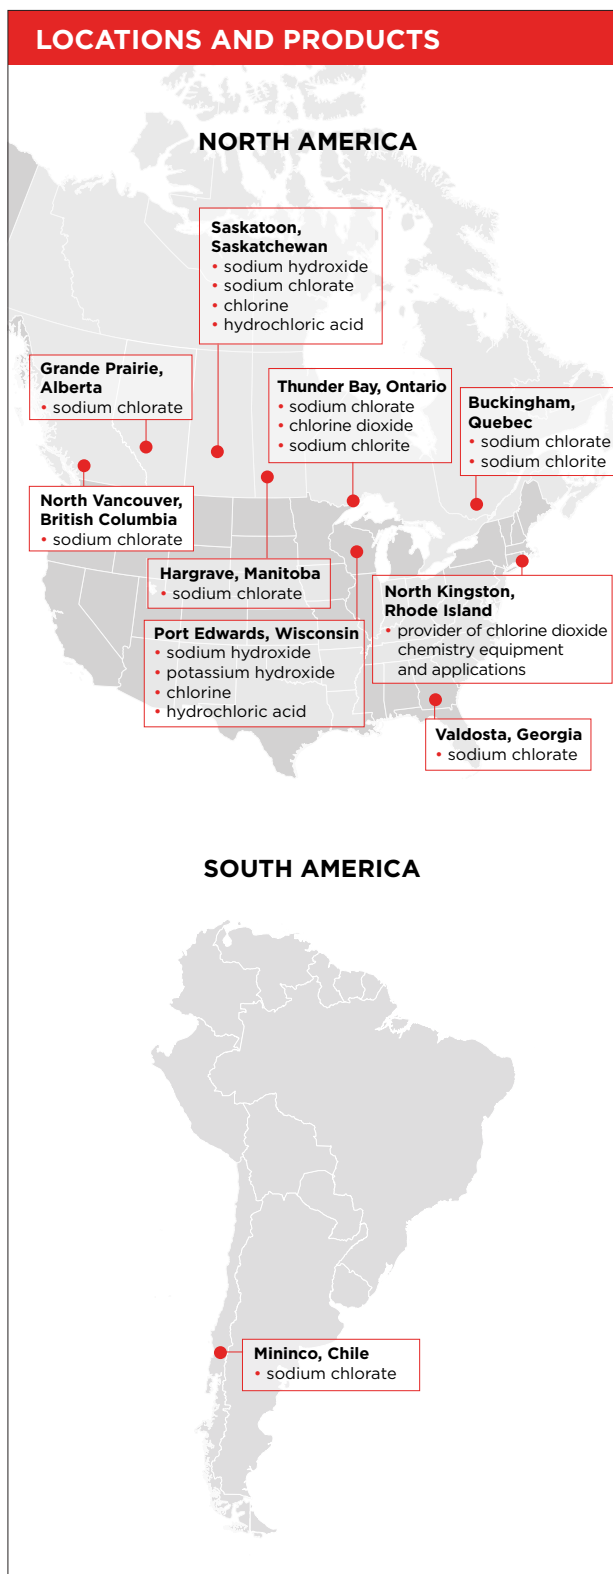 LOCATIONS AND PRODUCTS
NORTH AMERICA
Saskatoon,
Saskatchewan
• sodium hydroxide
• sodium chlorate
• chlorine
• hydrochloric acid
Grande Prairie,
Alberta
• sodium chlorate
Thunder Bay, Ontario
• sodium chlorate
• chlorine dioxide
• sodium chlorite
Buckingham,
Quebec
• sodium chlorate
• sodium chlorite
North Vancouver,
British Columbia
• sodium chlorate
Hargrave, Manitoba
• sodium chlorate
North Kingston,
Rhode Island
• provider of chlorine dioxide
chemistry equipment
and applications
Port Edwards, Wisconsin
• sodium hydroxide
• potassium hydroxide
• chlorine
• hydrochloric acid
Valdosta, Georgia
• sodium chlorate
SOUTH AMERICA
Mininco, Chile
• sodium chlorate